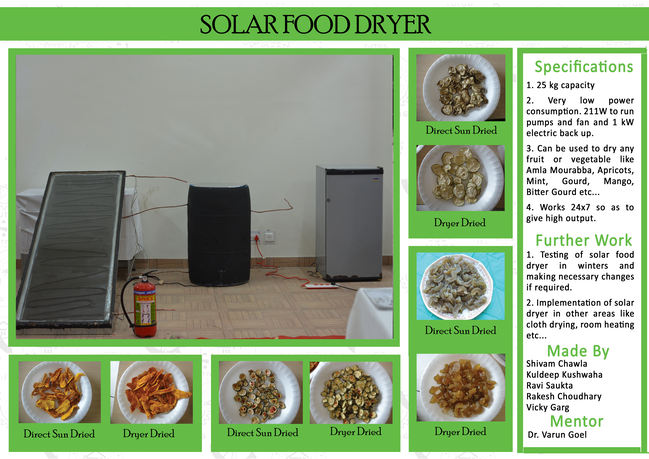 SOLAR FOOD DRYER
Direct Sun Dried
Dryer Dried
Direct Sun Dried
Dryer Dried
Direct Sun Dried
Dryer Dried
Direct Sun Dried
Dryer Dried
Specifications
1. 25 kg capacity
2. Very low power
consumption. 211W to run
pumps and fan and 1 kW
electric back up.
3. Can be used to dry any
fruit or vegetable like
Amla Mourabba, Apricots,
Mint, Gourd, Mango,
Bitter Gourd etc...
4. Works 24x7 so as to
give high output.
Further Work
1. Testing of solar food
dryer in winters and
making necessary changes
if required.
2. Implementation of solar
dryer in other areas like
cloth drying, room heating
etc...
Made By
Shivam Chawla
Kuldeep Kushwaha
Ravi Saukta
Rakesh Choudhary
Vicky Garg
Mentor
Dr. Varun Goel